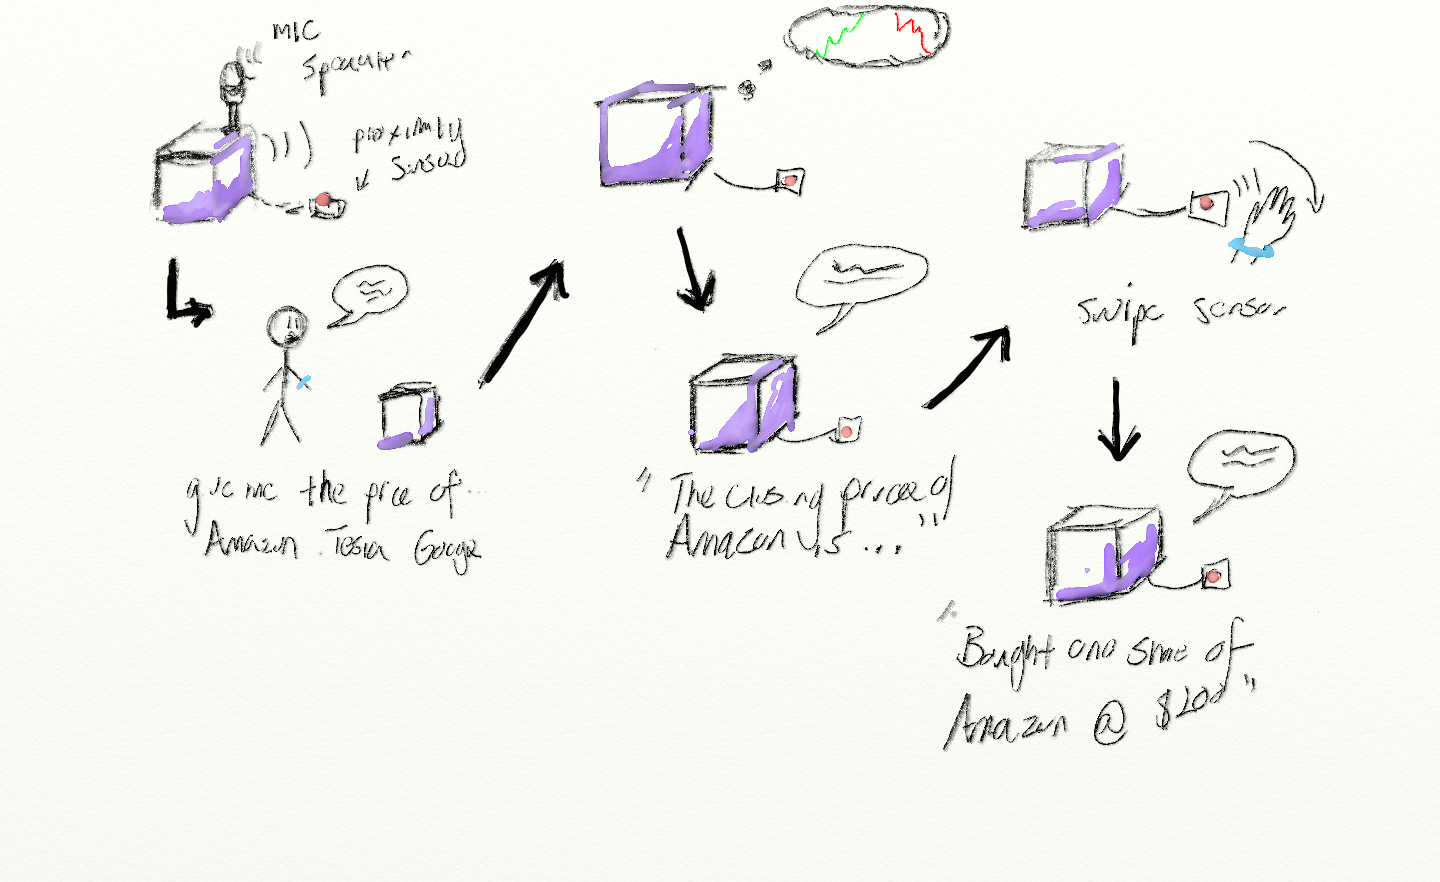 MIC
Speaker
proximity
sensor
give me the price of...
Amazon, Tesla Google
"The closing price of
Amazon is ..."
swipe sensor
"Bought one share of
Amazon @ $200"